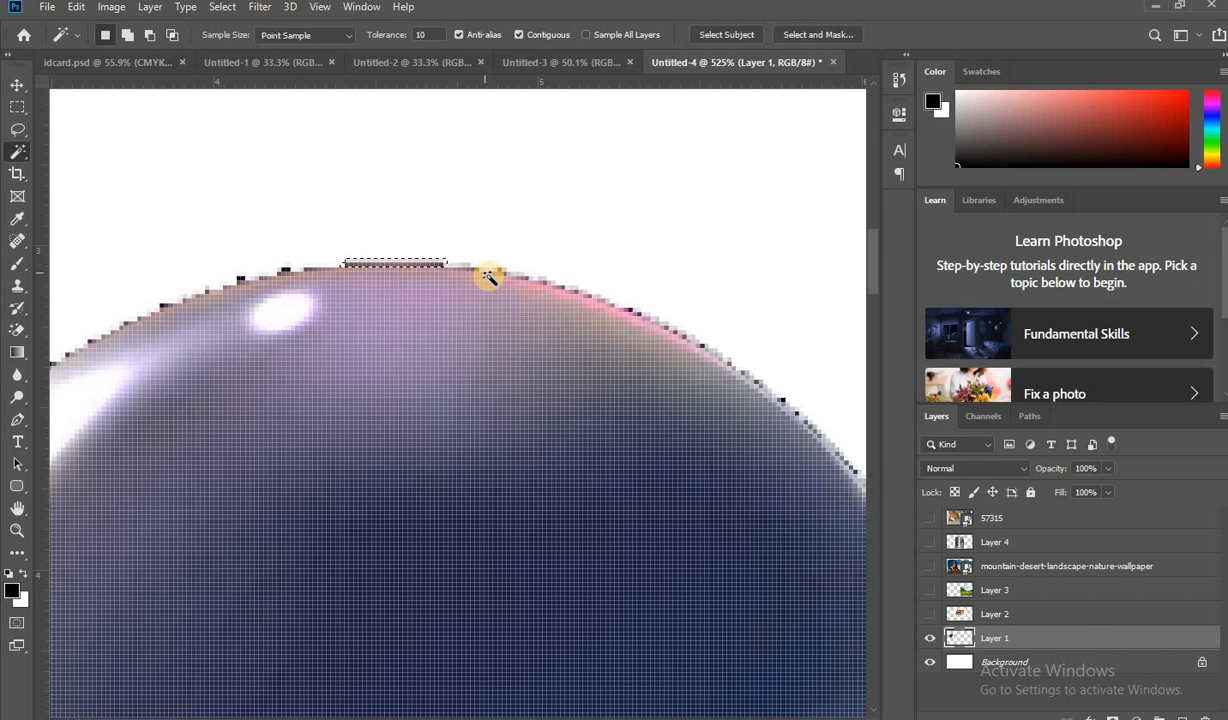 Ps File Edit Image Layer Type Select Filter 3D View Window Help
Sample Size: Point Sample Tolerance: 10 Anti-alias Contiguous Sample All Layers Select Subject Select and Mask...
idcard.psd @ 55.9% (CMYK... × Untitled-1 @ 33.3% (RGB... × Untitled-2 @ 33.3% (RGB... × Untitled-3 @ 50.1% (RGB... × Untitled-4 @ 525% (Layer 1, RGB/8#) * ×
4 5 6
3
4
Color Swatches
Learn Libraries Adjustments
Learn Photoshop
Step-by-step tutorials directly in the app. Pick a
topic below to begin.
Fundamental Skills
Fix a photo
Layers Channels Paths
Kind
Normal Opacity: 100%
Lock: Fill: 100%
57315
Layer 4
mountain-desert-landscape-nature-wallpaper
Layer 3
Layer 2
Layer 1
Background
Activate Windows
Go to Settings to activate Windows.